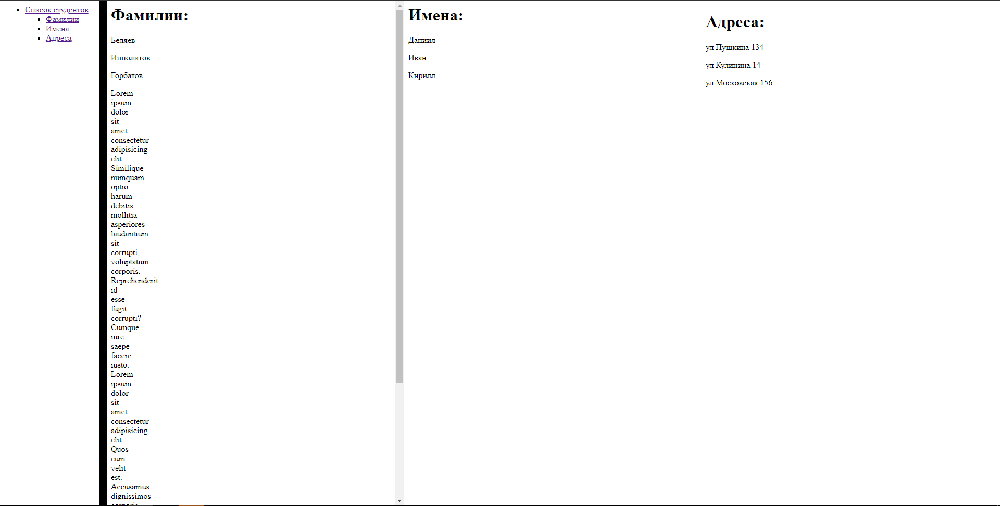 Список студентов
Фамилии
Имена
Адреса
Фамилии:
Беляев
Ипполитов
Горбатов
Lorem
ipsum
dolor
sit
amet
consectetur
adipisicing
elit.
Similique
numquam
optio
harum
debitis
mollitia
asperiores
laudantium
sit
corrupti,
voluptatum
corporis.
Reprehenderit
id
esse
fugit
corrupti?
Cumque
iure
saepe
facere
iusto.
Lorem
ipsum
dolor
sit
amet
consectetur
adipisicing
elit.
Quos
eum
velit
est.
Accusamus
dignissimos
Имена:
Даниил
Иван
Кирилл
Адреса:
ул Пушкина 134
ул Кулинина 14
ул Московская 156